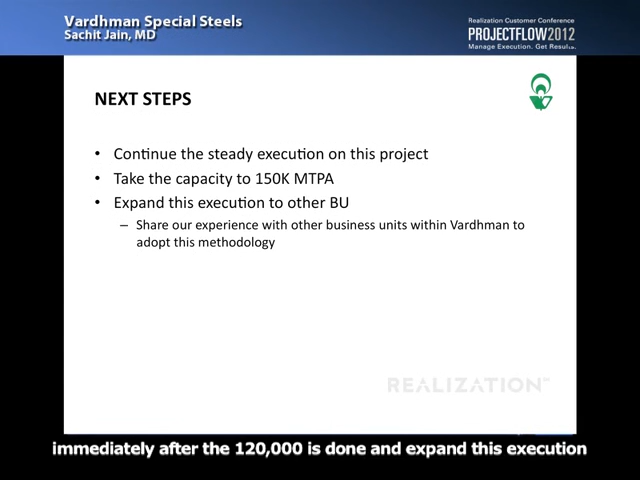 Vardhman Special Steels
Sachit Jain, MD
Realization Customer Conference
PROJECTFLOW2012
Manage Execution. Get Results.
NEXT STEPS
• Continue the steady execution on this project
• Take the capacity to 150K MTPA
• Expand this execution to other BU
– Share our experience with other business units within Vardhman to
adopt this methodology
REALIZATION™
immediately after the 120,000 is done and expand this execution